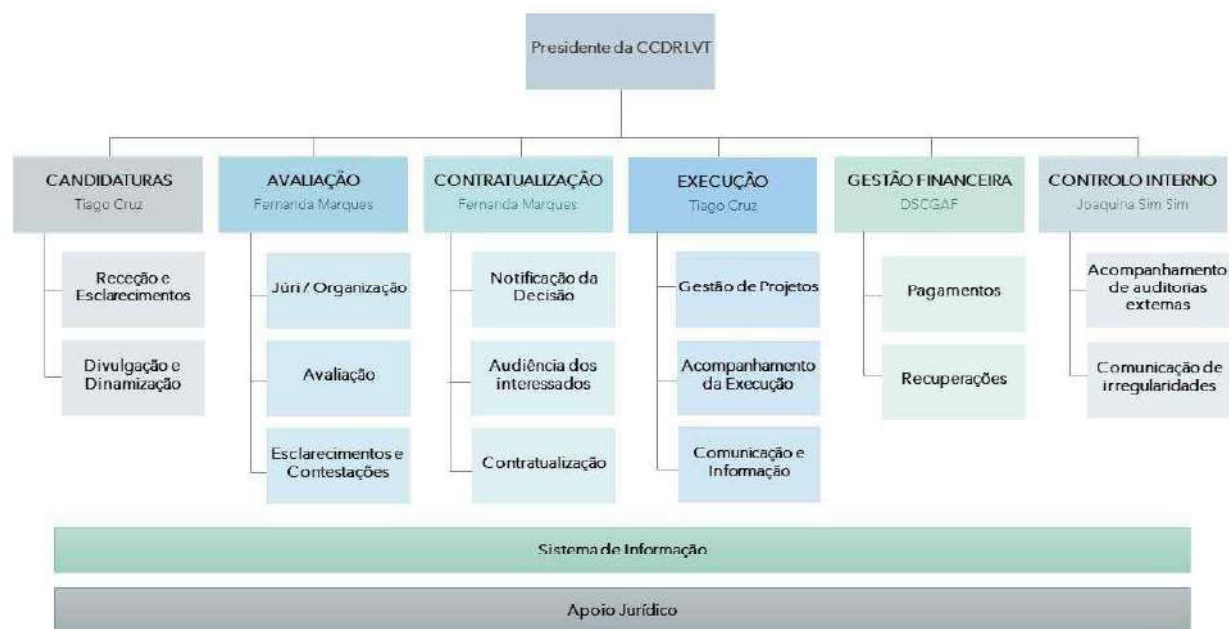 Presidente da CCDRLVT
CANDIDATURAS
Tiago Cruz
AVALIAÇÃO
Fernanda Marques
CONTRATUALIZAÇÃO
Fernanda Marques
EXECUÇÃO
Tiago Cruz
GESTÃO FINANCEIRA
DSCGAF
CONTROLO INTERNO
Joaquina Sim Sim
Receção e
Esclarecimentos
Divulgação e
Dinamização
Júri / Organização
Avaliação
Esclarecimentos e
Contestações
Notificação da
Decisão
Audiência dos
interessados
Contratualização
Gestão de Projetos
Acompanhamento
da Execução
Comunicação e
Informação
Pagamentos
Recuperações
Acompanhamento
de auditorias
externas
Comunicação de
irregularidades
Sistema de Informação
Apoio Jurídico